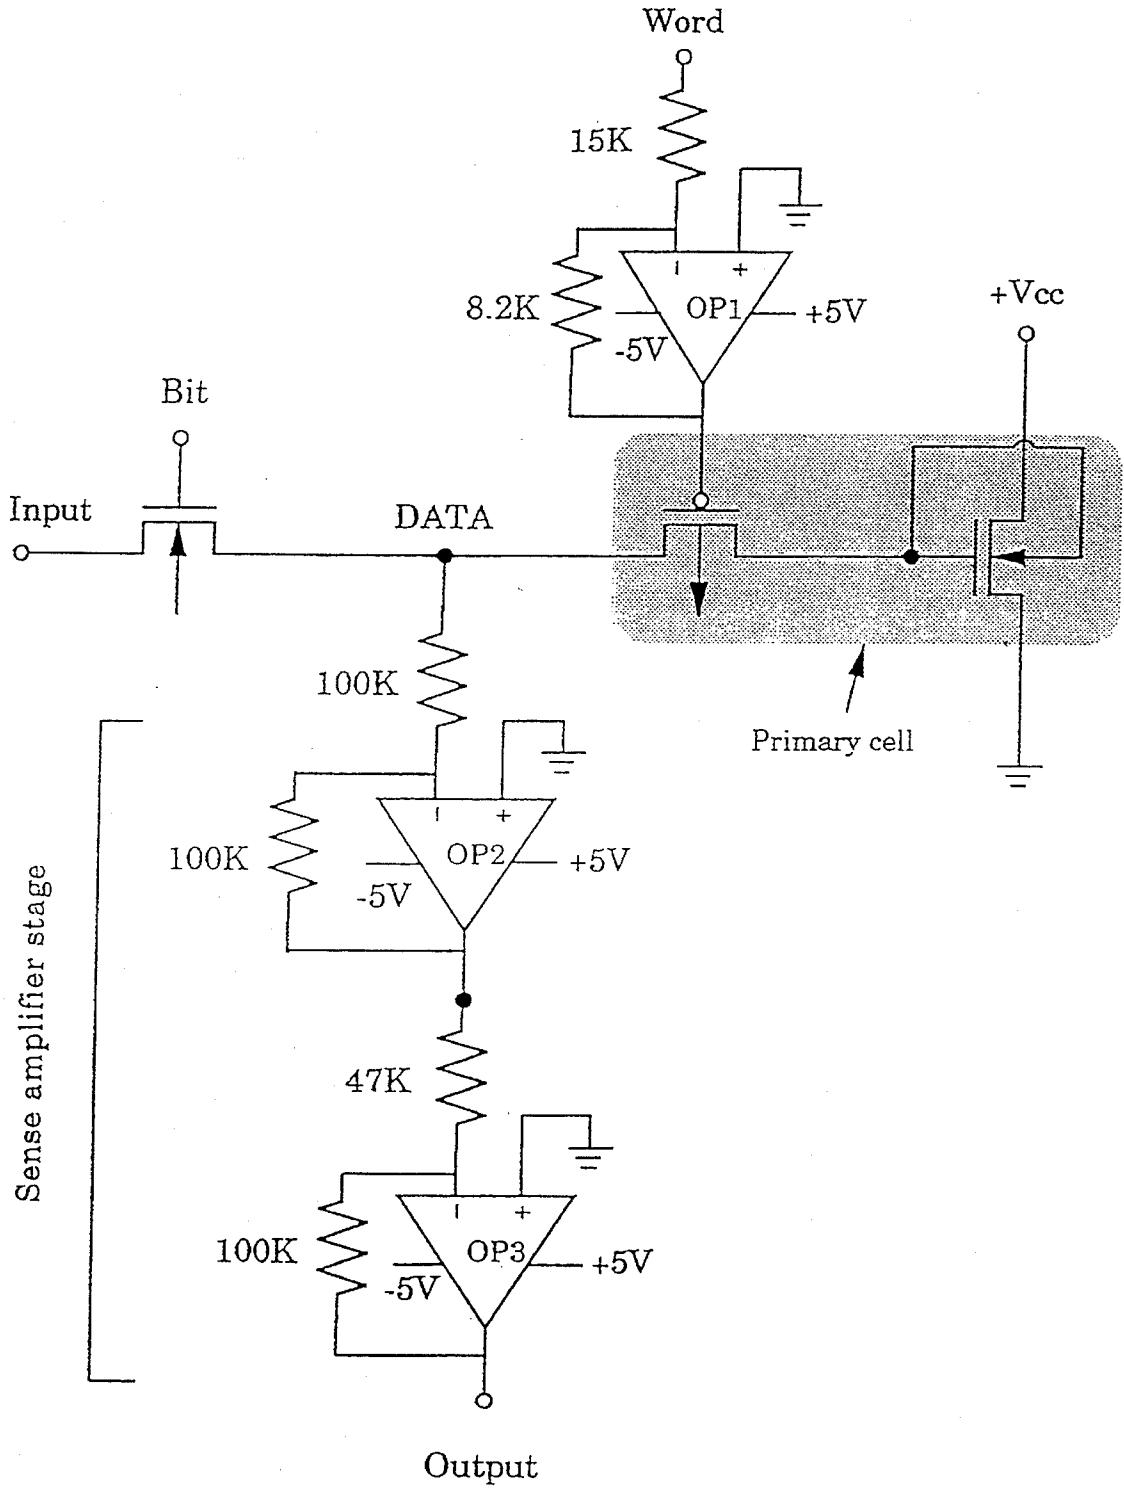 Word
15K
− +
OP1
8.2K
+5V
-5V
+Vcc
Bit
Input
DATA
100K
Primary cell
− +
OP2
100K
+5V
-5V
Sense amplifier stage
47K
− +
OP3
100K
+5V
-5V
Output